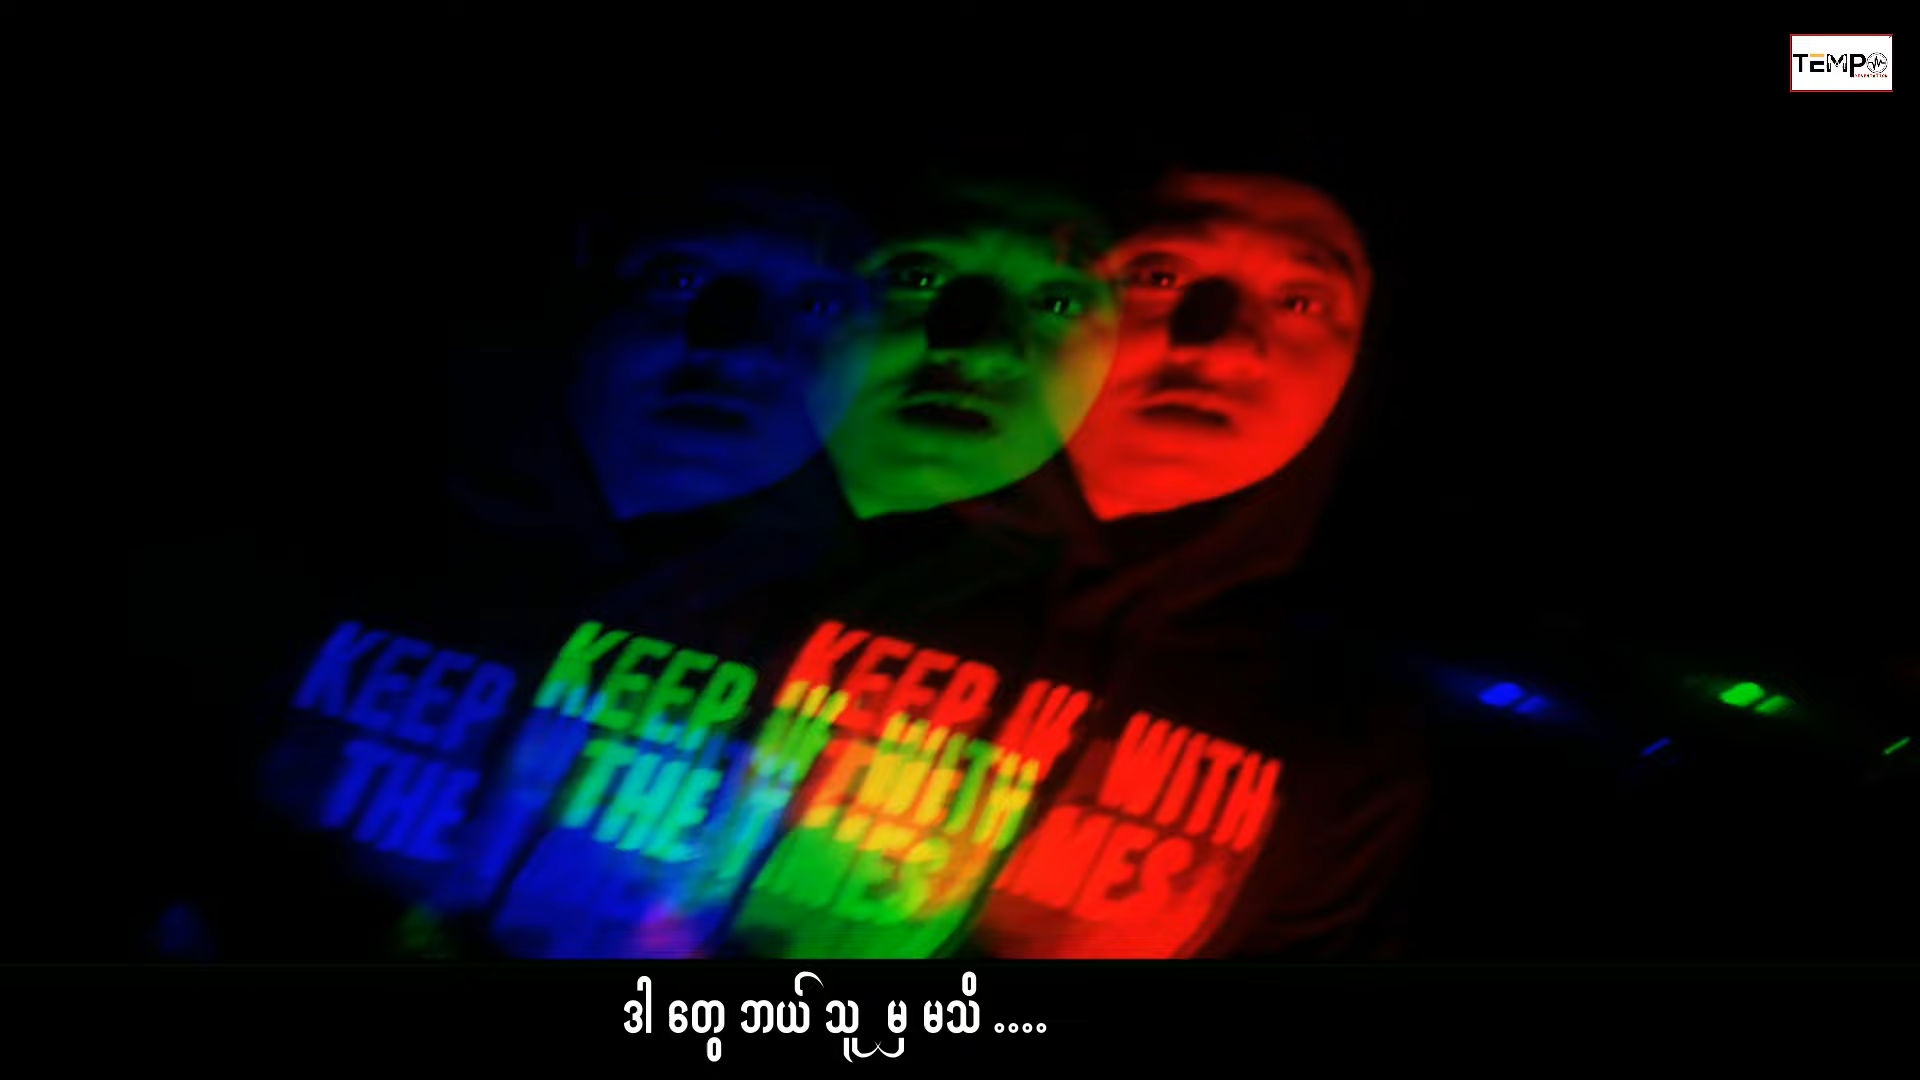 TEMPO
KEEP IN WITH
THE TIMES
ဒါ တွေ ဘယ် သူ မှ မသိ ....